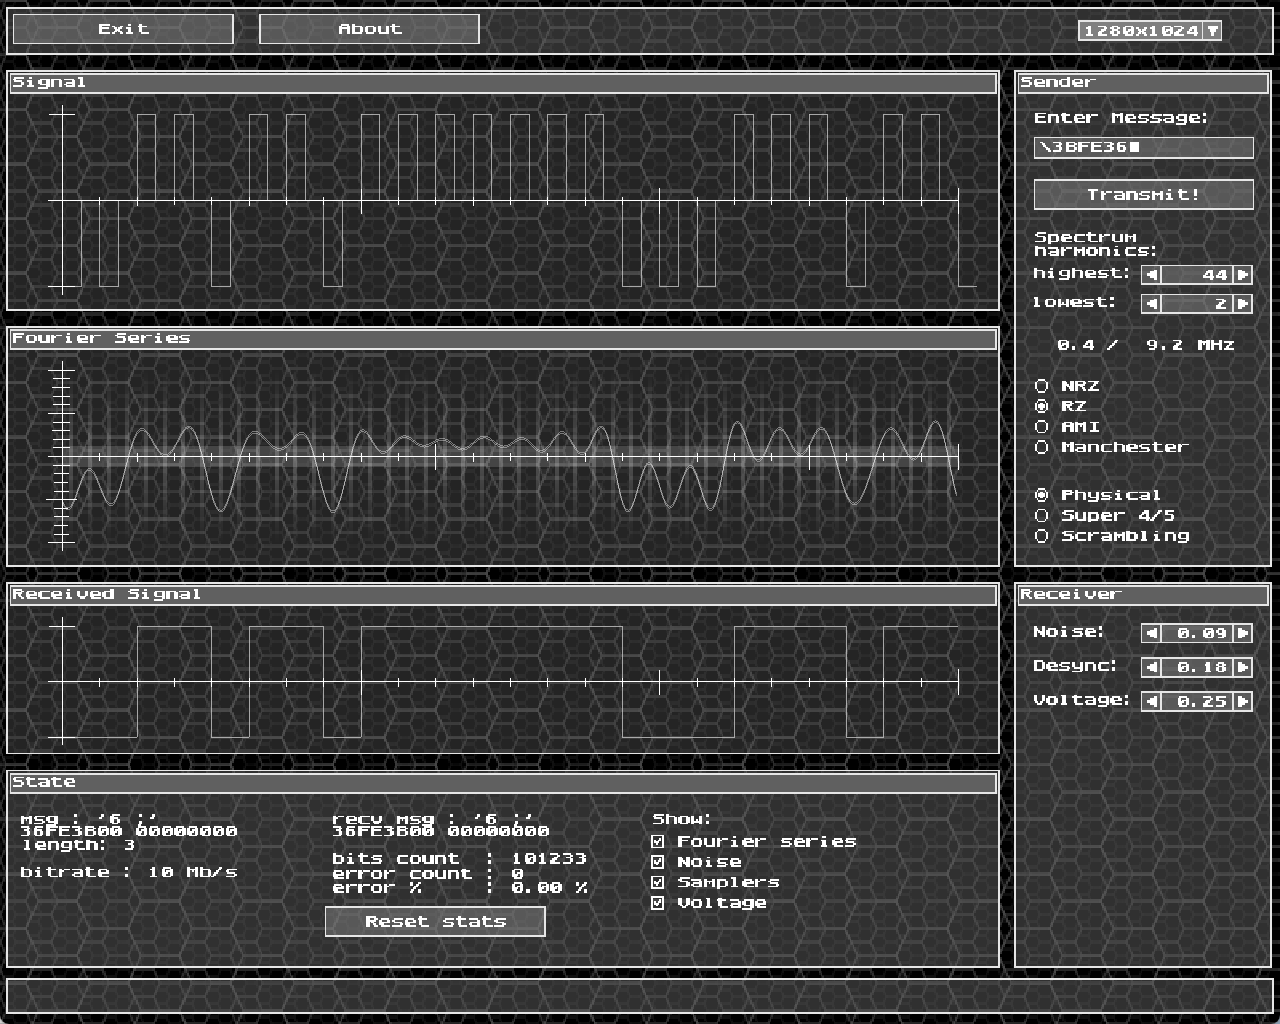 Exit
About
1280x1024
Signal
Sender
Enter Message:
\3BFE36
Transmit!
Spectrum
harmonics:
highest: 44
lowest: 2
0.4 / 9.2 MHz
NRZ
RZ
AMI
Manchester
Physical
Super 4/5
Scrambling
Fourier Series
Received Signal
Receiver
Noise: 0.09
Desync: 0.18
Voltage: 0.25
State
msg : '6 ;'
36FE3B00 00000000
length: 3
bitrate : 10 Mb/s
recv msg : '6 ;'
36FE3B00 00000000
bits count : 101233
error count : 0
error % : 0.00 %
Reset stats
Show:
Fourier series
Noise
Samplers
Voltage